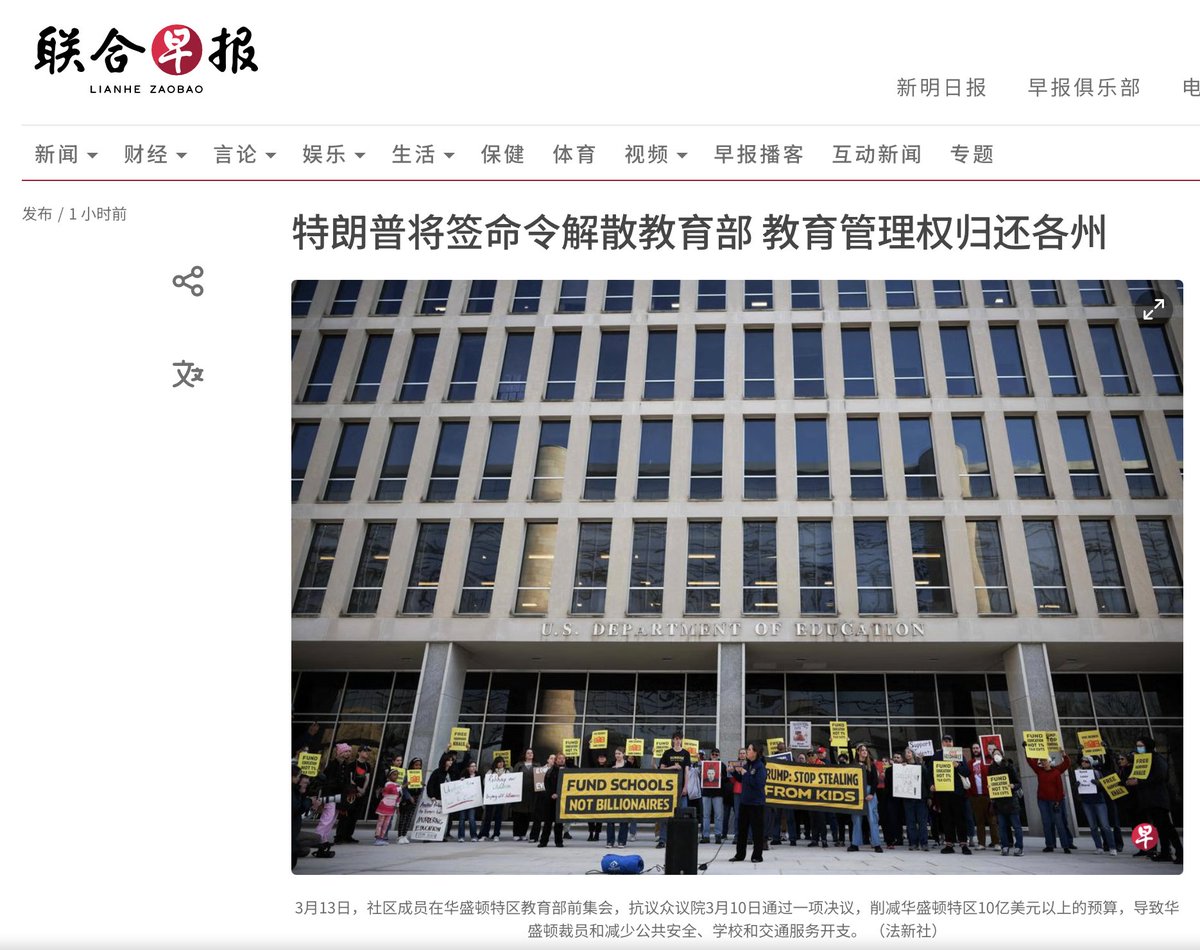 联合早报
LIANHE ZAOBAO
新明日报 早报俱乐部 电
新闻 财经 言论 娱乐 生活 保健 体育 视频 早报播客 互动新闻 专题
发布 / 1 小时前
特朗普将签命令解散教育部 教育管理权归还各州
U.S. DEPARTMENT OF EDUCATION
FUND SCHOOLS
NOT BILLIONAIRES
TRUMP: STOP STEALING
FROM KIDS
早
3月13日，社区成员在华盛顿特区教育部前集会，抗议众议院3月10日通过一项决议，削减华盛顿特区10亿美元以上的预算，导致华
盛顿裁员和减少公共安全、学校和交通服务开支。（法新社）